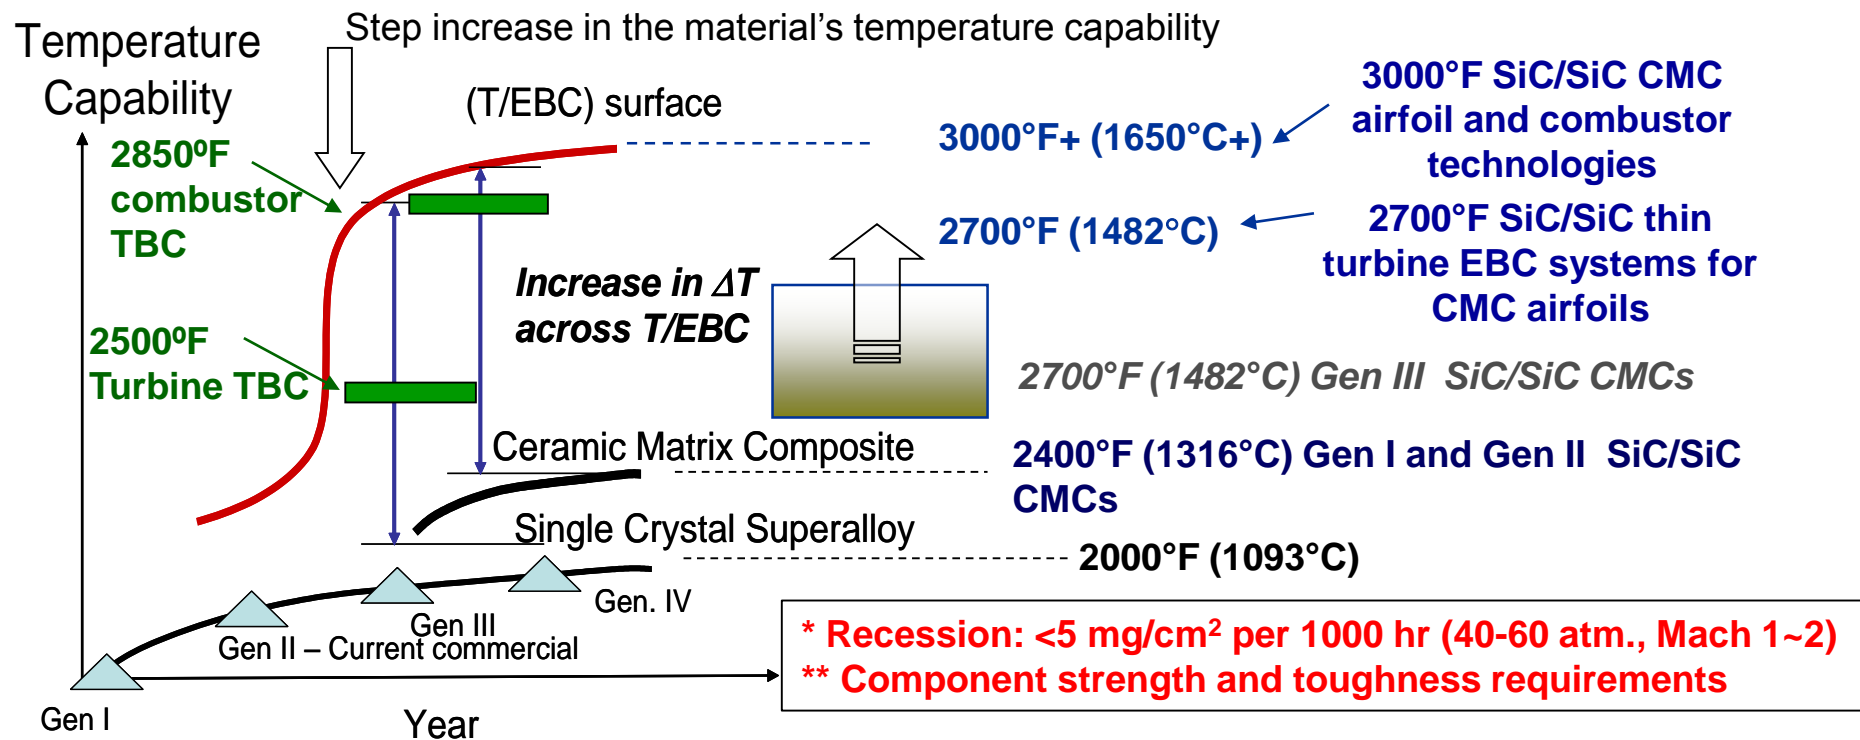 Step increase in the material's temperature capability
Temperature
Capability
(T/EBC) surface
2850ºF
combustor
TBC
3000°F+ (1650°C+)
3000°F SiC/SiC CMC
airfoil and combustor
technologies
2700°F (1482°C)
2700°F SiC/SiC thin
turbine EBC systems for
CMC airfoils
Increase in ΔT
across T/EBC
2500ºF
Turbine TBC
2700°F (1482°C) Gen III SiC/SiC CMCs
Ceramic Matrix Composite
2400°F (1316°C) Gen I and Gen II SiC/SiC
CMCs
Single Crystal Superalloy
2000°F (1093°C)
Gen. IV
Gen III
Gen II – Current commercial
Gen I
Year
* Recession: <5 mg/cm² per 1000 hr (40-60 atm., Mach 1~2)
** Component strength and toughness requirements